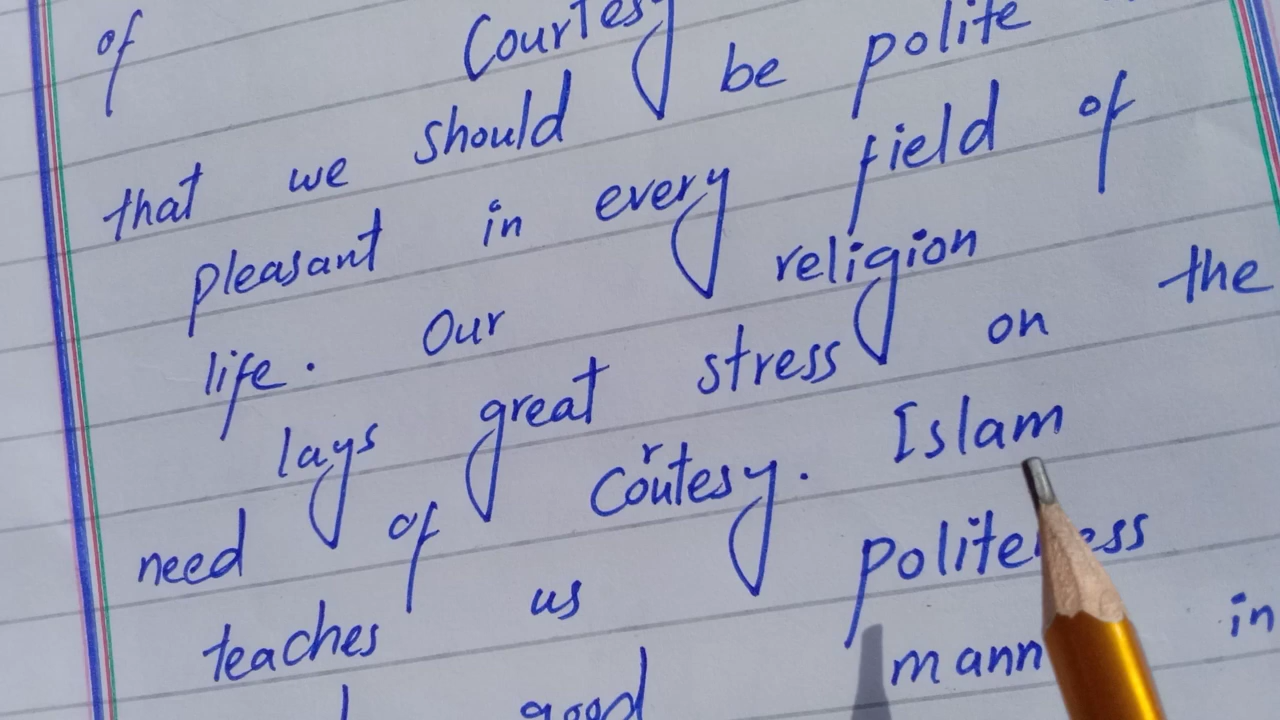 of Courtesy
that we should be polite
pleasant in every field of
life. Our religion
lays great stress on the
need of Coutesy. Islam
teaches us politeness
good mann in